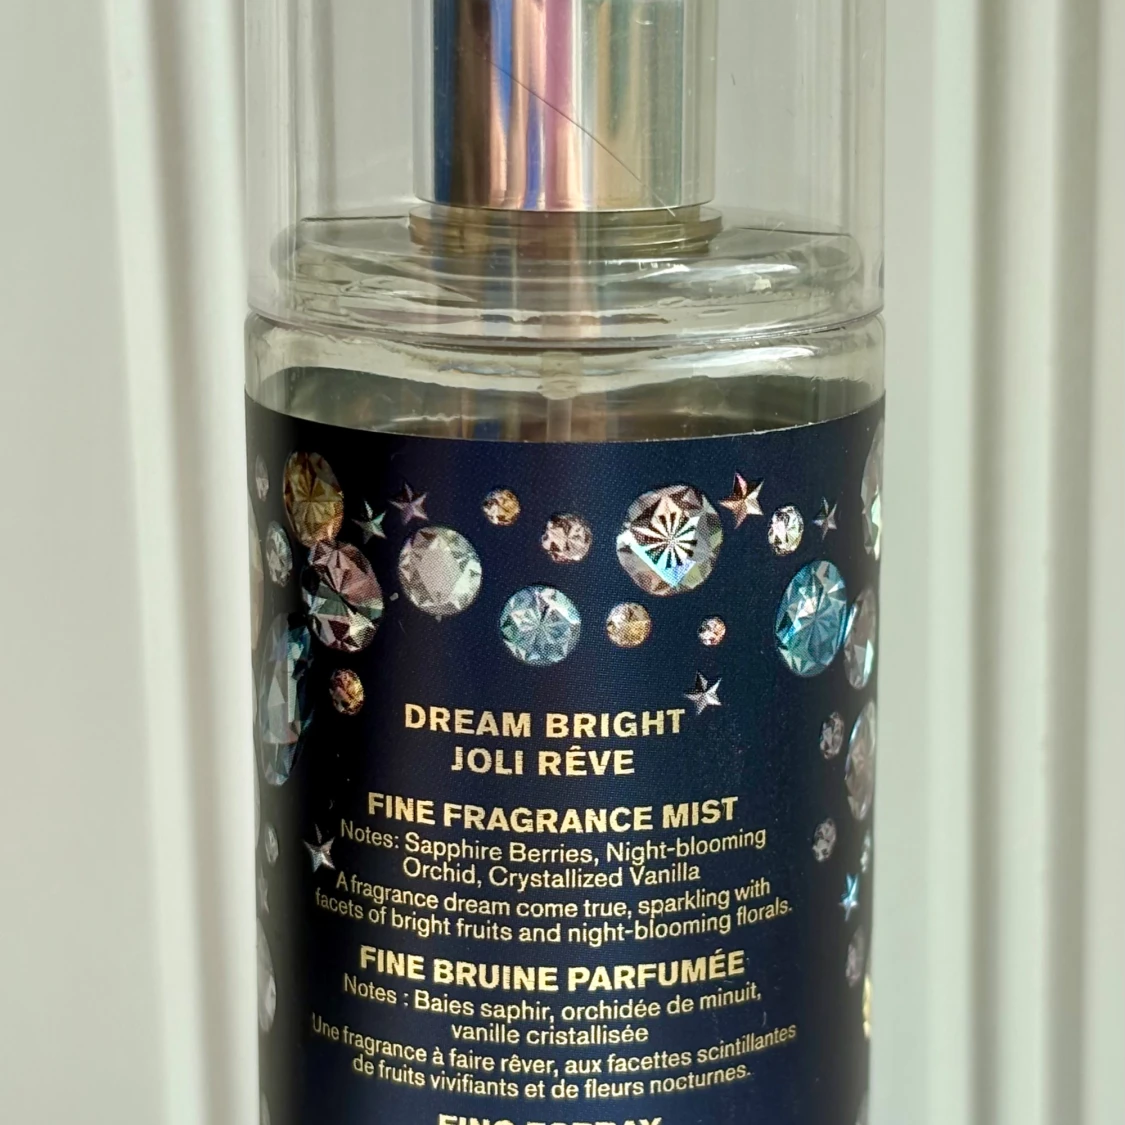 DREAM BRIGHT
JOLI RÊVE
FINE FRAGRANCE MIST
Notes: Sapphire Berries, Night-blooming
Orchid, Crystallized Vanilla
A fragrance dream come true, sparkling with
facets of bright fruits and night-blooming florals.
FINE BRUINE PARFUMÉE
Notes : Baies saphir, orchidée de minuit,
vanille cristallisée
Une fragrance à faire rêver, aux facettes scintillantes
de fruits vivifiants et de fleurs nocturnes.